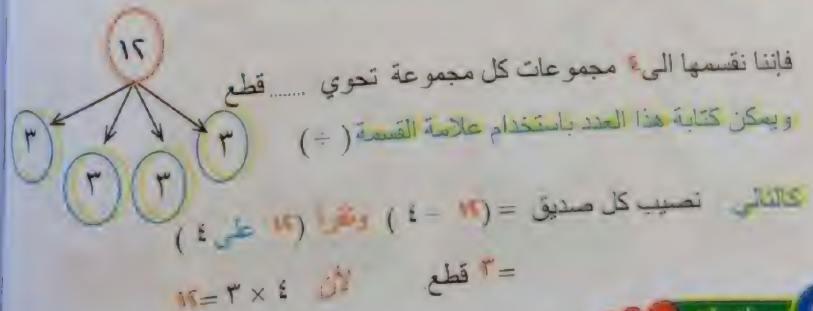 ١٢
٣ ٣ ٣ ٣
فإننا نقسمها الى ٤ مجموعات كل مجموعة تحوي ........ قطع
ويمكن كتابة هذا العدد باستخدام علامة القسمة ( ÷ )
كالتالي نصيب كل صديق = (١٢ ÷ ٤ ) وتقرأ (١٢ على ٤ )
= ٣ قطع لأن ٤ × ٣ = ١٢